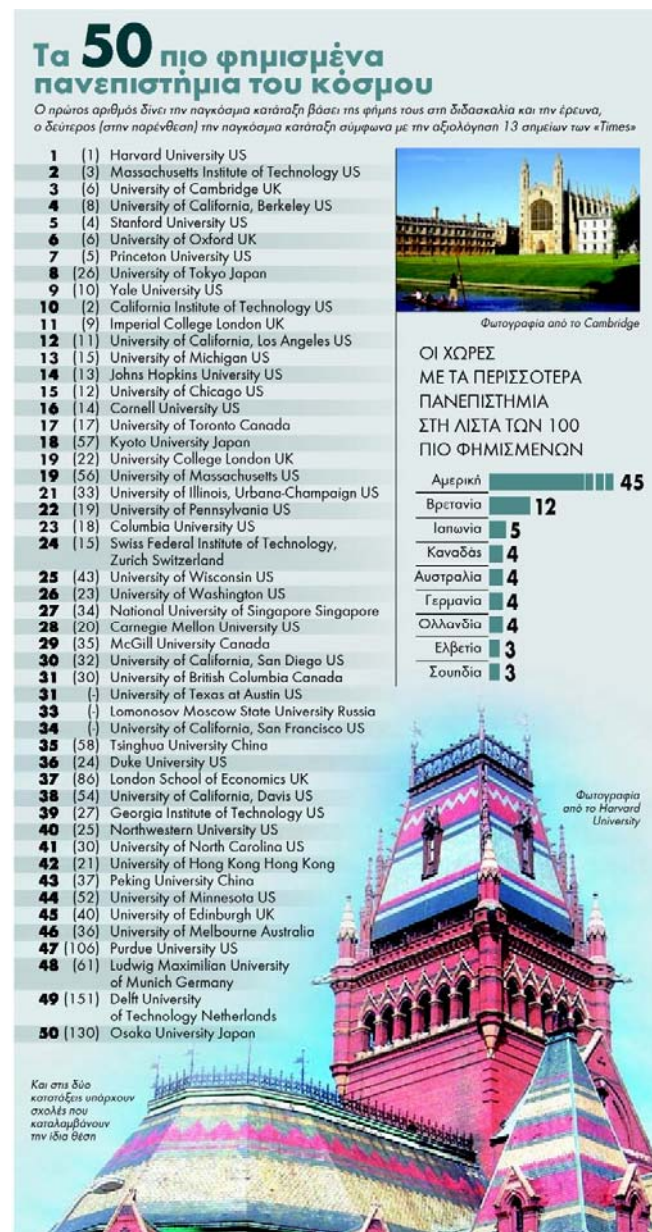 Τα 50 πιο φημισμένα
πανεπιστήμια του κόσμου
Ο πρώτος αριθμός δίνει την παγκόσμια κατάταξη βάσει της φήμης τους στη διδασκαλία και την έρευνα,
ο δεύτερος (στην παρένθεση) την παγκόσμια κατάταξη σύμφωνα με την αξιολόγηση 13 σημείων των «Times»
1 (1) Harvard University US
2 (3) Massachusetts Institute of Technology US
3 (6) University of Cambridge UK
4 (8) University of California, Berkeley US
5 (4) Stanford University US
6 (6) University of Oxford UK
7 (5) Princeton University US
8 (26) University of Tokyo Japan
9 (10) Yale University US
10 (2) California Institute of Technology US
11 (9) Imperial College London UK
12 (11) University of California, Los Angeles US
13 (15) University of Michigan US
14 (13) Johns Hopkins University US
15 (12) University of Chicago US
16 (14) Cornell University US
17 (17) University of Toronto Canada
18 (57) Kyoto University Japan
19 (22) University College London UK
19 (56) University of Massachusetts US
21 (33) University of Illinois, Urbana-Champaign US
22 (19) University of Pennsylvania US
23 (18) Columbia University US
24 (15) Swiss Federal Institute of Technology,
Zurich Switzerland
25 (43) University of Wisconsin US
26 (23) University of Washington US
27 (34) National University of Singapore Singapore
28 (20) Carnegie Mellon University US
29 (35) McGill University Canada
30 (32) University of California, San Diego US
31 (30) University of British Columbia Canada
31 (-) University of Texas at Austin US
33 (-) Lomonosov Moscow State University Russia
34 (-) University of California, San Francisco US
35 (58) Tsinghua University China
36 (24) Duke University US
37 (86) London School of Economics UK
38 (54) University of California, Davis US
39 (27) Georgia Institute of Technology US
40 (25) Northwestern University US
41 (30) University of North Carolina US
42 (21) University of Hong Kong Hong Kong
43 (37) Peking University China
44 (52) University of Minnesota US
45 (40) University of Edinburgh UK
46 (36) University of Melbourne Australia
47 (106) Purdue University US
48 (61) Ludwig Maximilian University
of Munich Germany
49 (151) Delft University
of Technology Netherlands
50 (130) Osaka University Japan
Και στις δύο
κατατάξεις υπάρχουν
σχολές που
καταλαμβάνουν
την ίδια θέση
Φωτογραφία από το Cambridge
ΟΙ ΧΩΡΕΣ
ΜΕ ΤΑ ΠΕΡΙΣΣΟΤΕΡΑ
ΠΑΝΕΠΙΣΤΗΜΙΑ
ΣΤΗ ΛΙΣΤΑ ΤΩΝ 100
ΠΙΟ ΦΗΜΙΣΜΕΝΩΝ
Αμερική 45
Βρετανία 12
Ιαπωνία 5
Καναδάς 4
Αυστραλία 4
Γερμανία 4
Ολλανδία 4
Ελβετία 3
Σουηδία 3
Φωτογραφία
από το Harvard
University